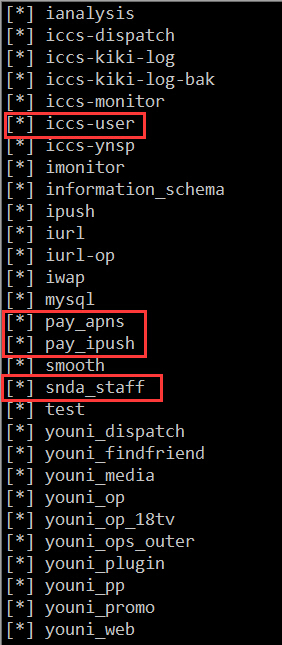 [*] ianalysis
[*] iccs-dispatch
[*] iccs-kiki-log
[*] iccs-kiki-log-bak
[*] iccs-monitor
[*] iccs-user
[*] iccs-ynsp
[*] imonitor
[*] information_schema
[*] ipush
[*] iurl
[*] iurl-op
[*] iwap
[*] mysql
[*] pay_apns
[*] pay_ipush
[*] smooth
[*] snda_staff
[*] test
[*] youni_dispatch
[*] youni_findfriend
[*] youni_media
[*] youni_op
[*] youni_op_18tv
[*] youni_ops_outer
[*] youni_plugin
[*] youni_pp
[*] youni_promo
[*] youni_web